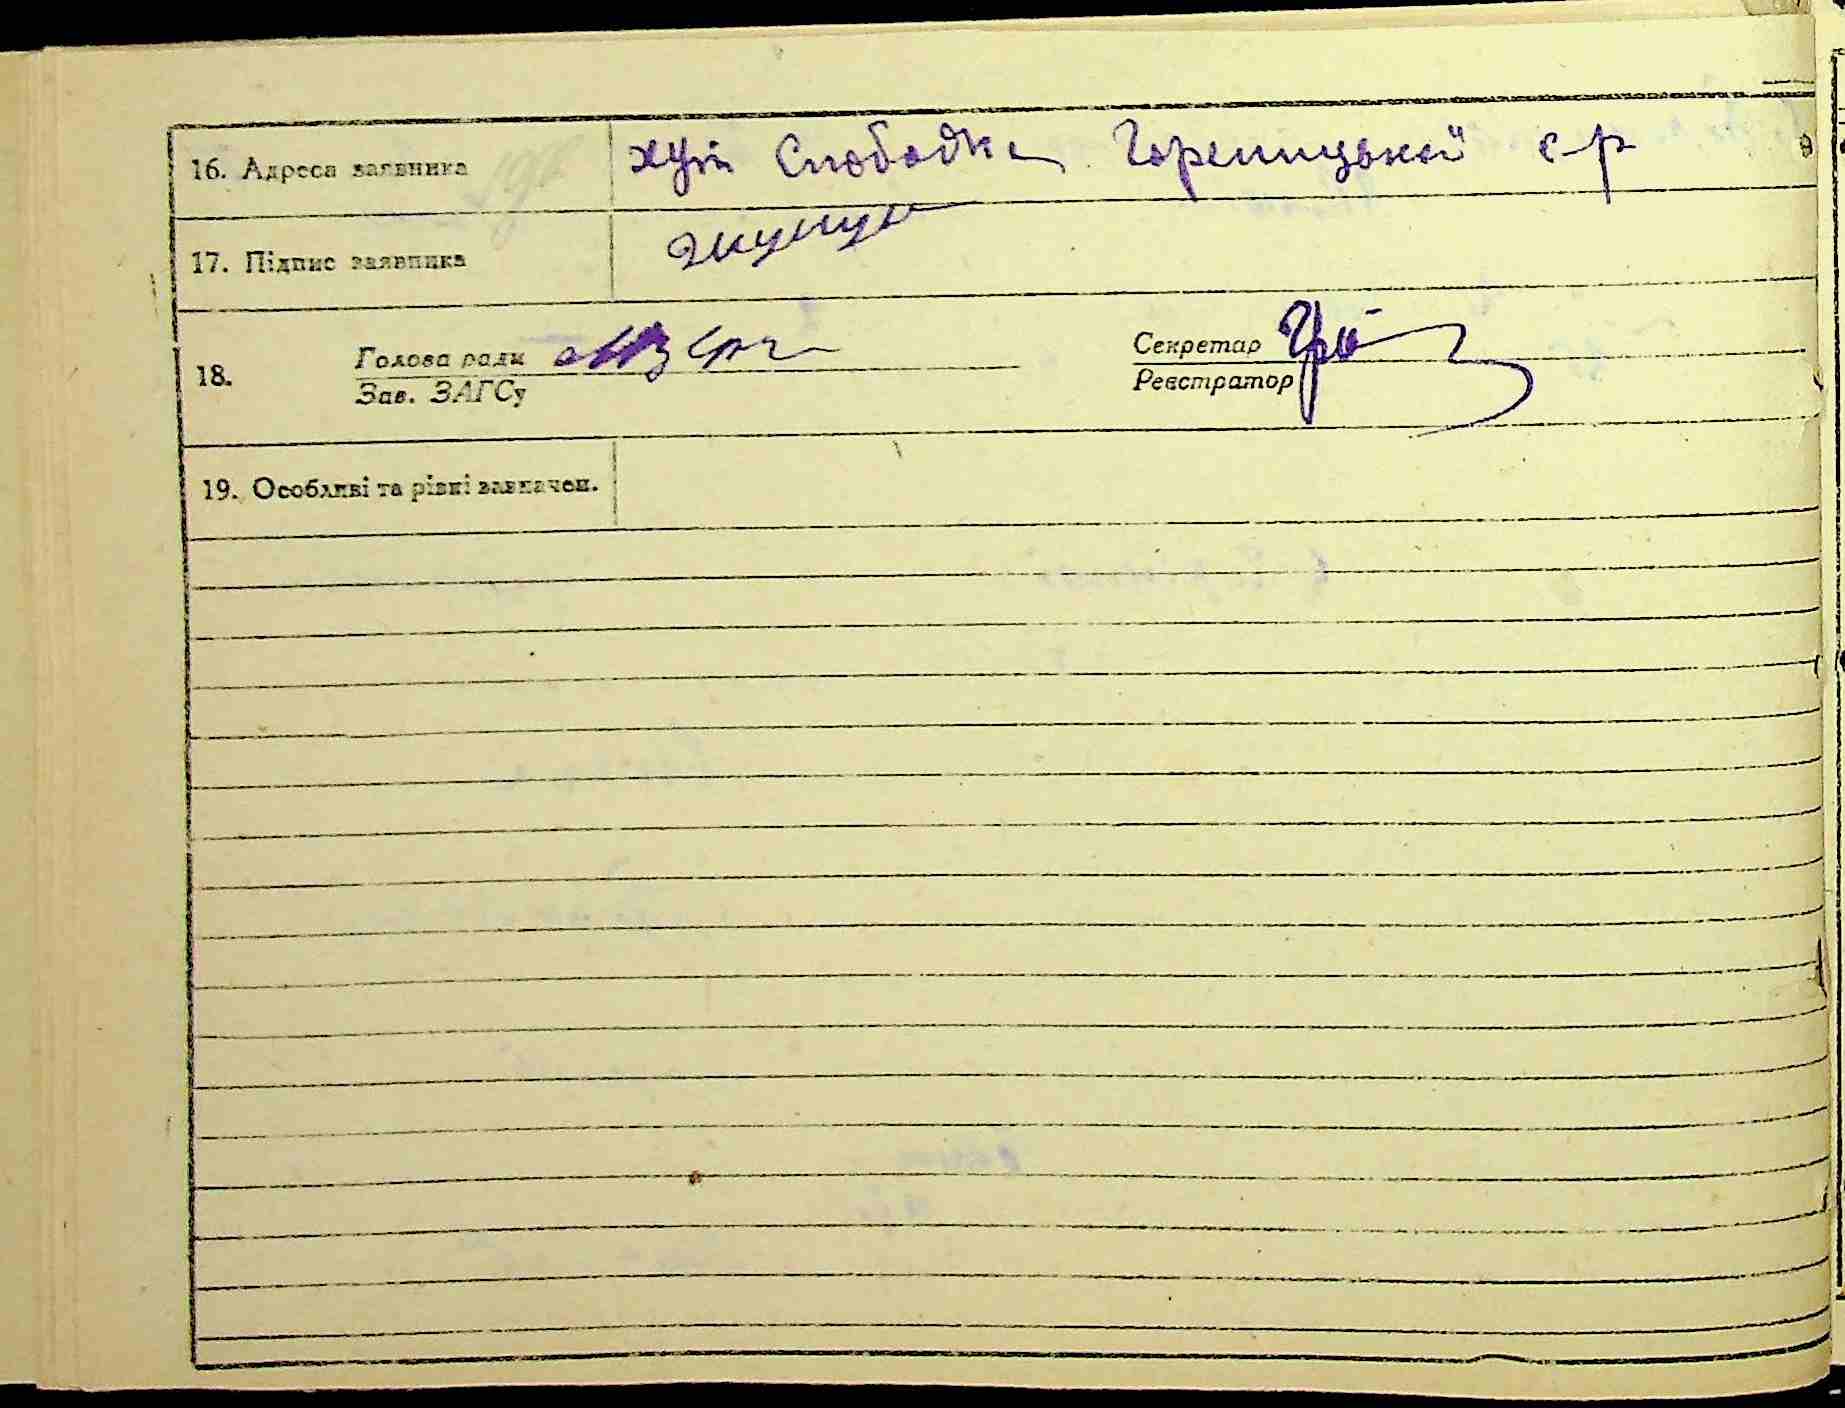 16. Адреса заявника хут Слободка Гореницької с-р
17. Підпис заявника
18. Голова ради Секретар
Зав. ЗАГСу Реєстратор
19. Особливі та різні зазначен.